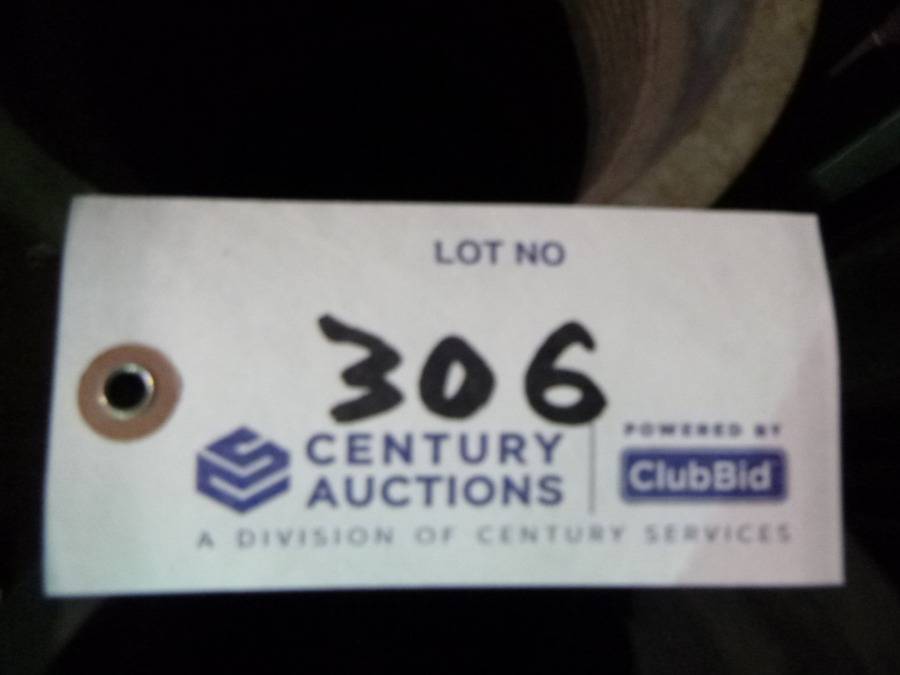 LOT NO
306
CENTURY
AUCTIONS
POWERED BY
ClubBid
A DIVISION OF CENTURY SERVICES